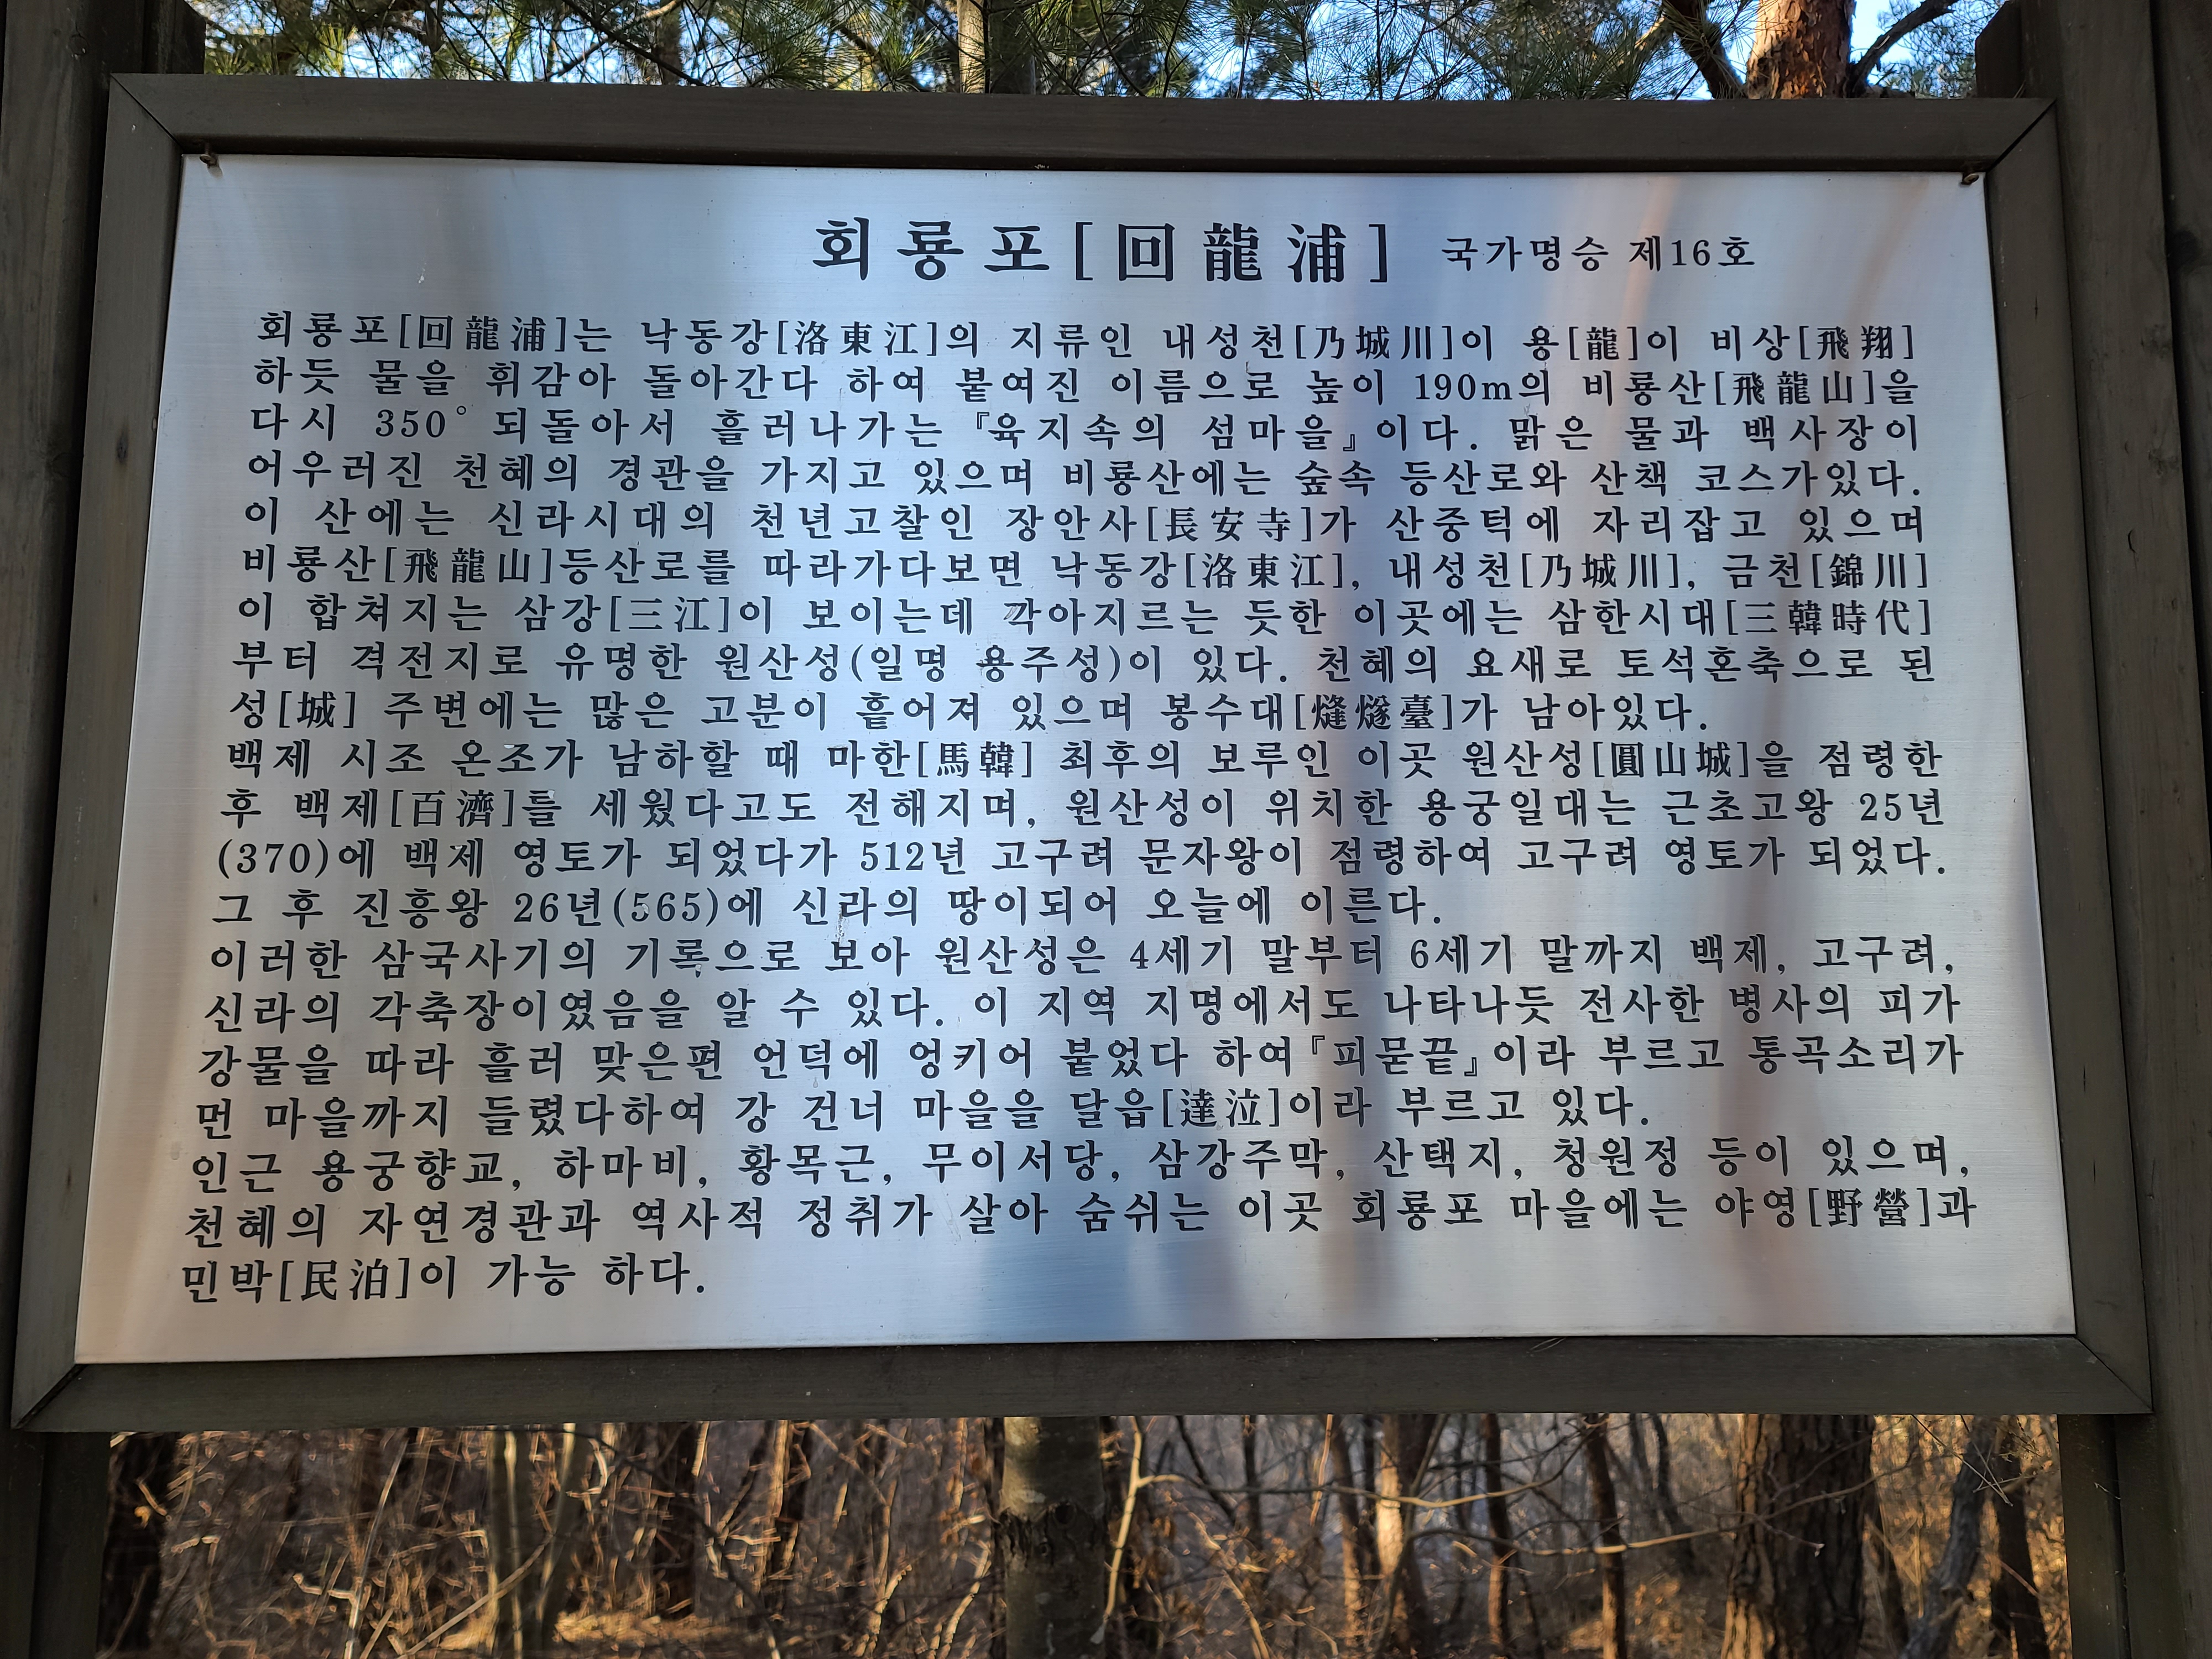 회룡포[回龍浦] 국가명승 제16호
회룡포[回龍浦]는 낙동강[洛東江]의 지류인 내성천[乃城川]이 용[龍]이 비상[飛翔]
하듯 물을 휘감아 돌아간다 하여 붙여진 이름으로 높이 190m의 비룡산[飛龍山]을
다시 350° 되돌아서 흘러나가는『육지속의 섬마을』이다. 맑은 물과 백사장이
어우러진 천혜의 경관을 가지고 있으며 비룡산에는 숲속 등산로와 산책 코스가있다.
이 산에는 신라시대의 천년고찰인 장안사[長安寺]가 산중턱에 자리잡고 있으며
비룡산[飛龍山]등산로를 따라가다보면 낙동강[洛東江], 내성천[乃城川], 금천[錦川]
이 합쳐지는 삼강[三江]이 보이는데 깍아지르는 듯한 이곳에는 삼한시대[三韓時代]
부터 격전지로 유명한 원산성(일명 용주성)이 있다. 천혜의 요새로 토석혼축으로 된
성[城] 주변에는 많은 고분이 흩어져 있으며 봉수대[熢燧臺]가 남아있다.
백제 시조 온조가 남하할 때 마한[馬韓] 최후의 보루인 이곳 원산성[圓山城]을 점령한
후 백제[百濟]를 세웠다고도 전해지며, 원산성이 위치한 용궁일대는 근초고왕 25년
(370)에 백제 영토가 되었다가 512년 고구려 문자왕이 점령하여 고구려 영토가 되었다.
그 후 진흥왕 26년(565)에 신라의 땅이되어 오늘에 이른다.
이러한 삼국사기의 기록으로 보아 원산성은 4세기 말부터 6세기 말까지 백제, 고구려,
신라의 각축장이였음을 알 수 있다. 이 지역 지명에서도 나타나듯 전사한 병사의 피가
강물을 따라 흘러 맞은편 언덕에 엉키어 붙었다 하여『피묻끝』이라 부르고 통곡소리가
먼 마을까지 들렸다하여 강 건너 마을을 달읍[達泣]이라 부르고 있다.
인근 용궁향교, 하마비, 황목근, 무이서당, 삼강주막, 산택지, 청원정 등이 있으며,
천혜의 자연경관과 역사적 정취가 살아 숨쉬는 이곳 회룡포 마을에는 야영[野營]과
민박[民泊]이 가능 하다.